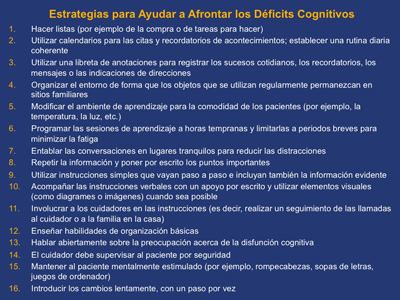 Estrategias para Ayudar a Afrontar los Déficits Cognitivos
1. Hacer listas (por ejemplo de la compra o de tareas para hacer)
2. Utilizar calendarios para las citas y recordatorios de acontecimientos; establecer una rutina diaria
coherente
3. Utilizar una libreta de anotaciones para registrar los sucesos cotidianos, los recordatorios, los
mensajes o las indicaciones de direcciones
4. Organizar el entorno de forma que los objetos que se utilizan regularmente permanezcan en
sitios familiares
5. Modificar el ambiente de aprendizaje para la comodidad de los pacientes (por ejemplo, la
temperatura, la luz, etc.)
6. Programar las sesiones de aprendizaje a horas tempranas y limitarlas a periodos breves para
minimizar la fatiga
7. Entablar las conversaciones en lugares tranquilos para reducir las distracciones
8. Repetir la información y poner por escrito los puntos importantes
9. Utilizar instrucciones simples que vayan paso a paso e incluyan también la información evidente
10. Acompañar las instrucciones verbales con un apoyo por escrito y utilizar elementos visuales
(como diagramas o imágenes) cuando sea posible
11. Involucrar a los cuidadores en las instrucciones (es decir, realizar un seguimiento de las llamadas
al cuidador o a la familia en la casa)
12. Enseñar habilidades de organización básicas
13. Hablar abiertamente sobre la preocupación acerca de la disfunción cognitiva
14. El cuidador debe supervisar al paciente por seguridad
15. Mantener al paciente mentalmente estimulado (por ejemplo, rompecabezas, sopas de letras,
juegos de ordenador)
16. Introducir los cambios lentamente, con un paso por vez